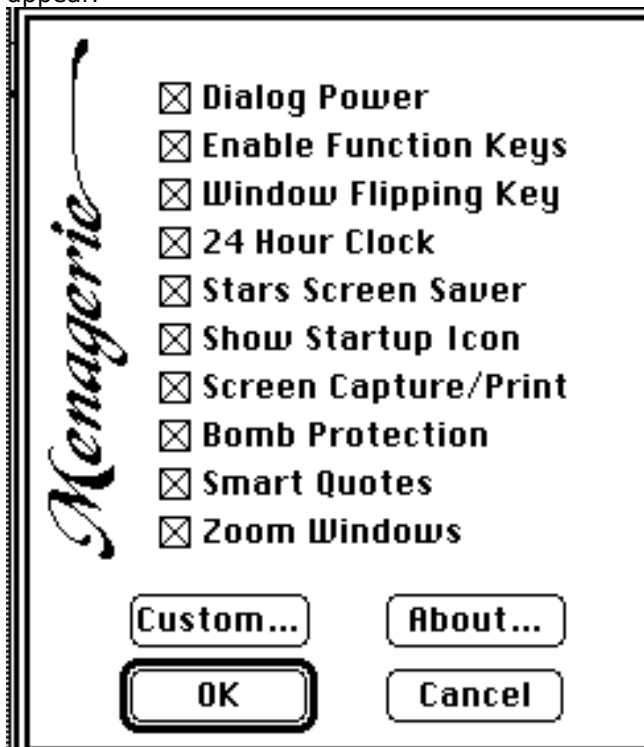 appear:
Menagerie
Dialog Power
Enable Function Keys
Window Flipping Key
24 Hour Clock
Stars Screen Saver
Show Startup Icon
Screen Capture/Print
Bomb Protection
Smart Quotes
Zoom Windows
Custom... About...
OK Cancel